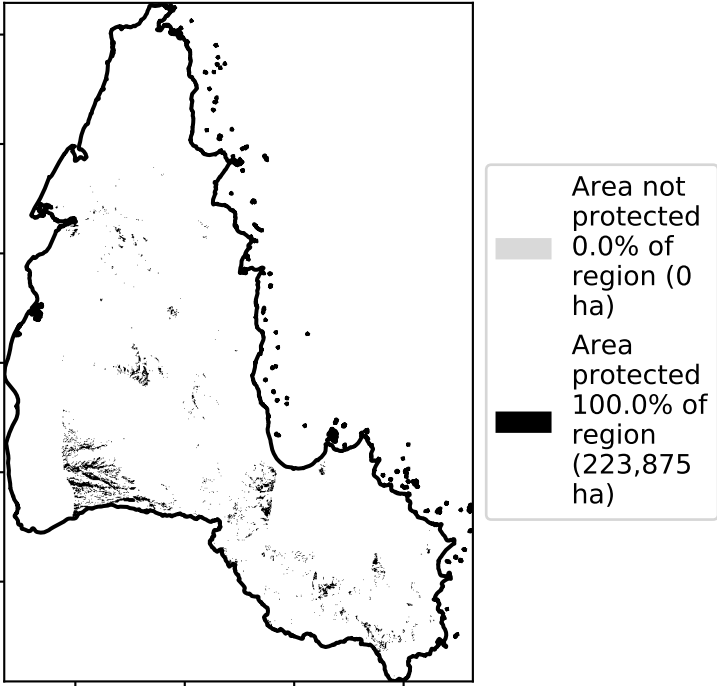 Area not
protected
0.0% of
region (0
ha)
Area
protected
100.0% of
region
(223,875
ha)